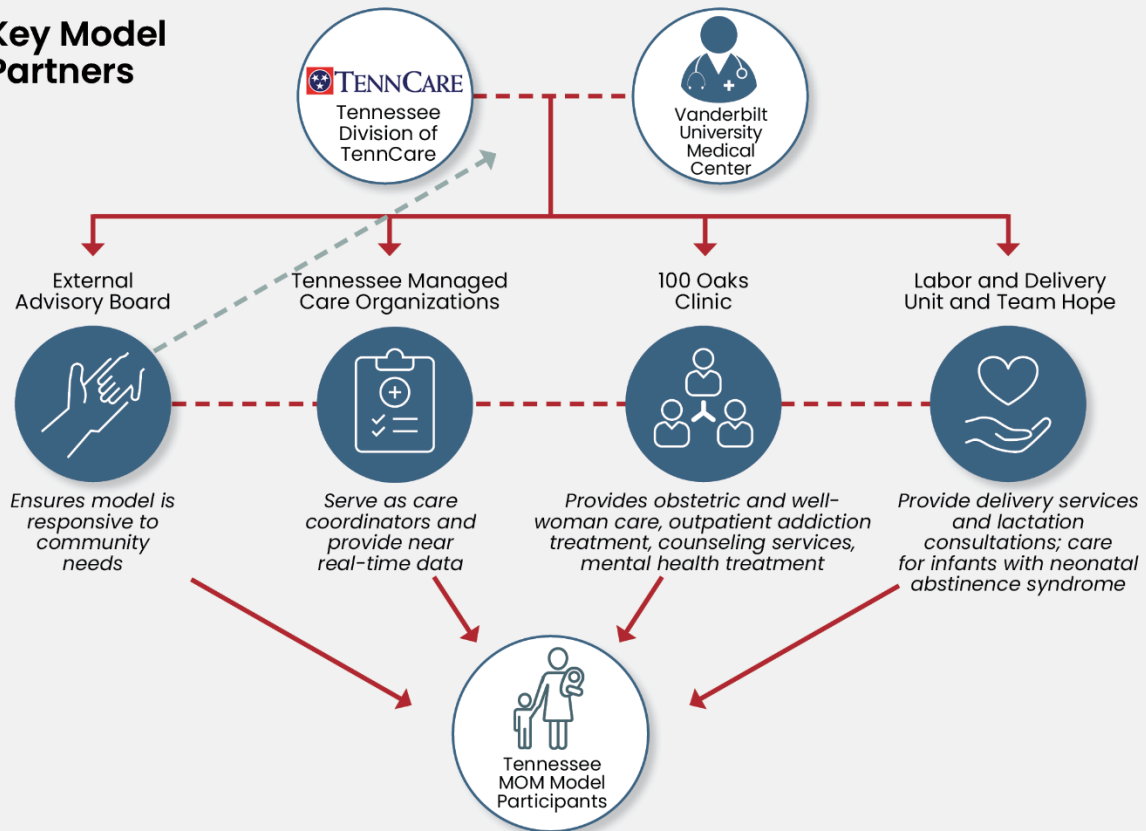 Key Model
Partners
TENNCARE
Tennessee
Division of
TennCare
Vanderbilt
University
Medical
Center
External
Advisory Board
Tennessee Managed
Care Organizations
100 Oaks
Clinic
Labor and Delivery
Unit and Team Hope
Ensures model is
responsive to
community
needs
Serve as care
coordinators and
provide near
real-time data
Provides obstetric and well-
woman care, outpatient addiction
treatment, counseling services,
mental health treatment
Provide delivery services
and lactation
consultations; care
for infants with neonatal
abstinence syndrome
Tennessee
MOM Model
Participants